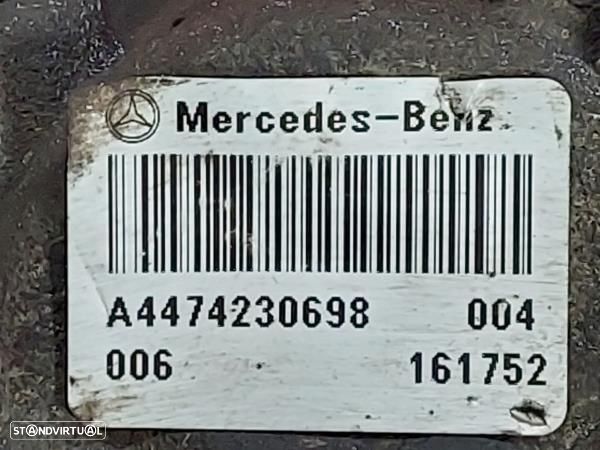 Mercedes-Benz
A4474230698 004
006 161752
STANDVIRTUAL